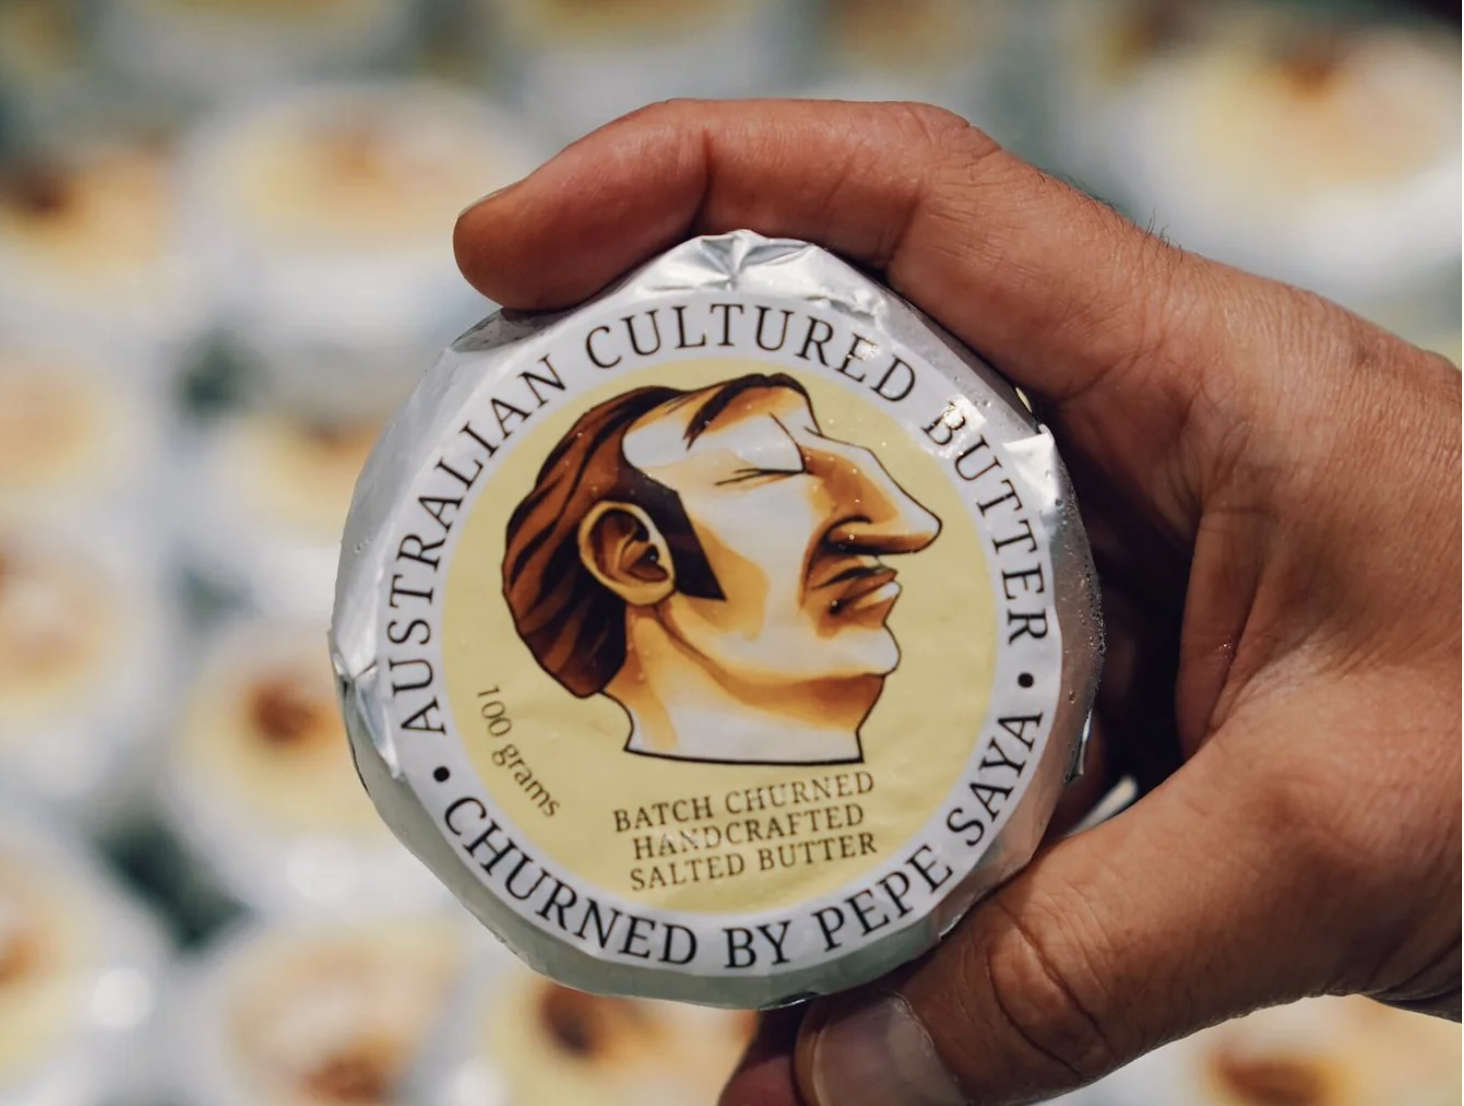 AUSTRALIAN CULTURED BUTTER
100 grams
BATCH CHURNED
HANDCRAFTED
SALTED BUTTER
• CHURNED BY PEPE SAYA •